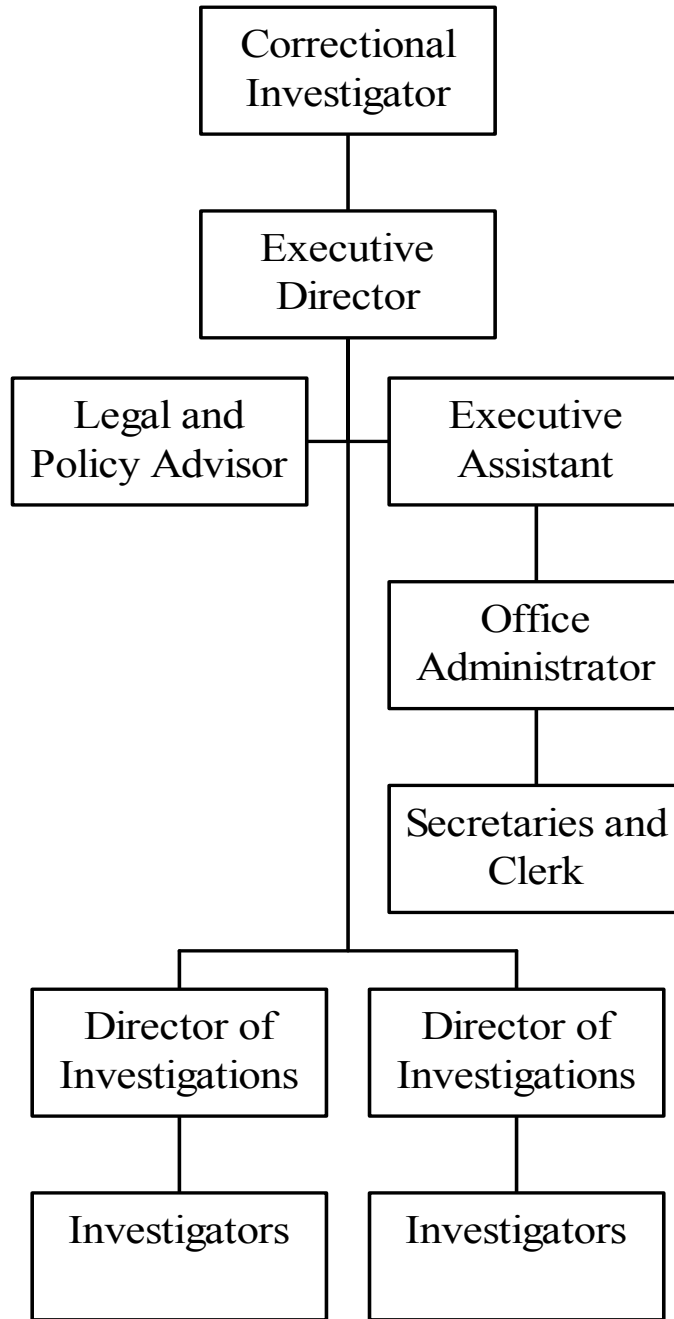 Correctional
Investigator
Executive
Director
Legal and
Policy Advisor
Executive
Assistant
Office
Administrator
Secretaries and
Clerk
Director of
Investigations
Director of
Investigations
Investigators
Investigators